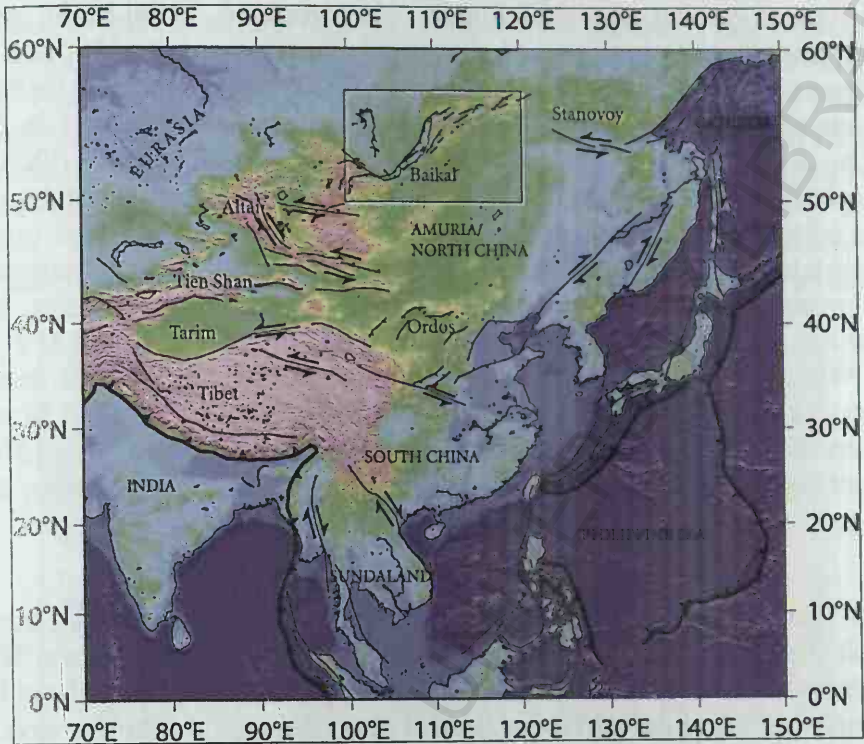 70°E 80°E 90°E 100°E 110°E 120°E 130°E 140°E 150°E
60°N 60°N
EURASIA
Stanovoy
Baikal
50°N 50°N
Altai
AMURIA/
NORTH CHINA
Tien Shan
40°N 40°N
Tarim
Ordos
Tibet
30°N 30°N
SOUTH CHINA
INDIA
20°N 20°N
PHILIPPINE SEA
SUNDALAND
10°N 10°N
0°N 0°N
70°E 80°E 90°E 100°E 110°E 120°E 130°E 140°E 150°E